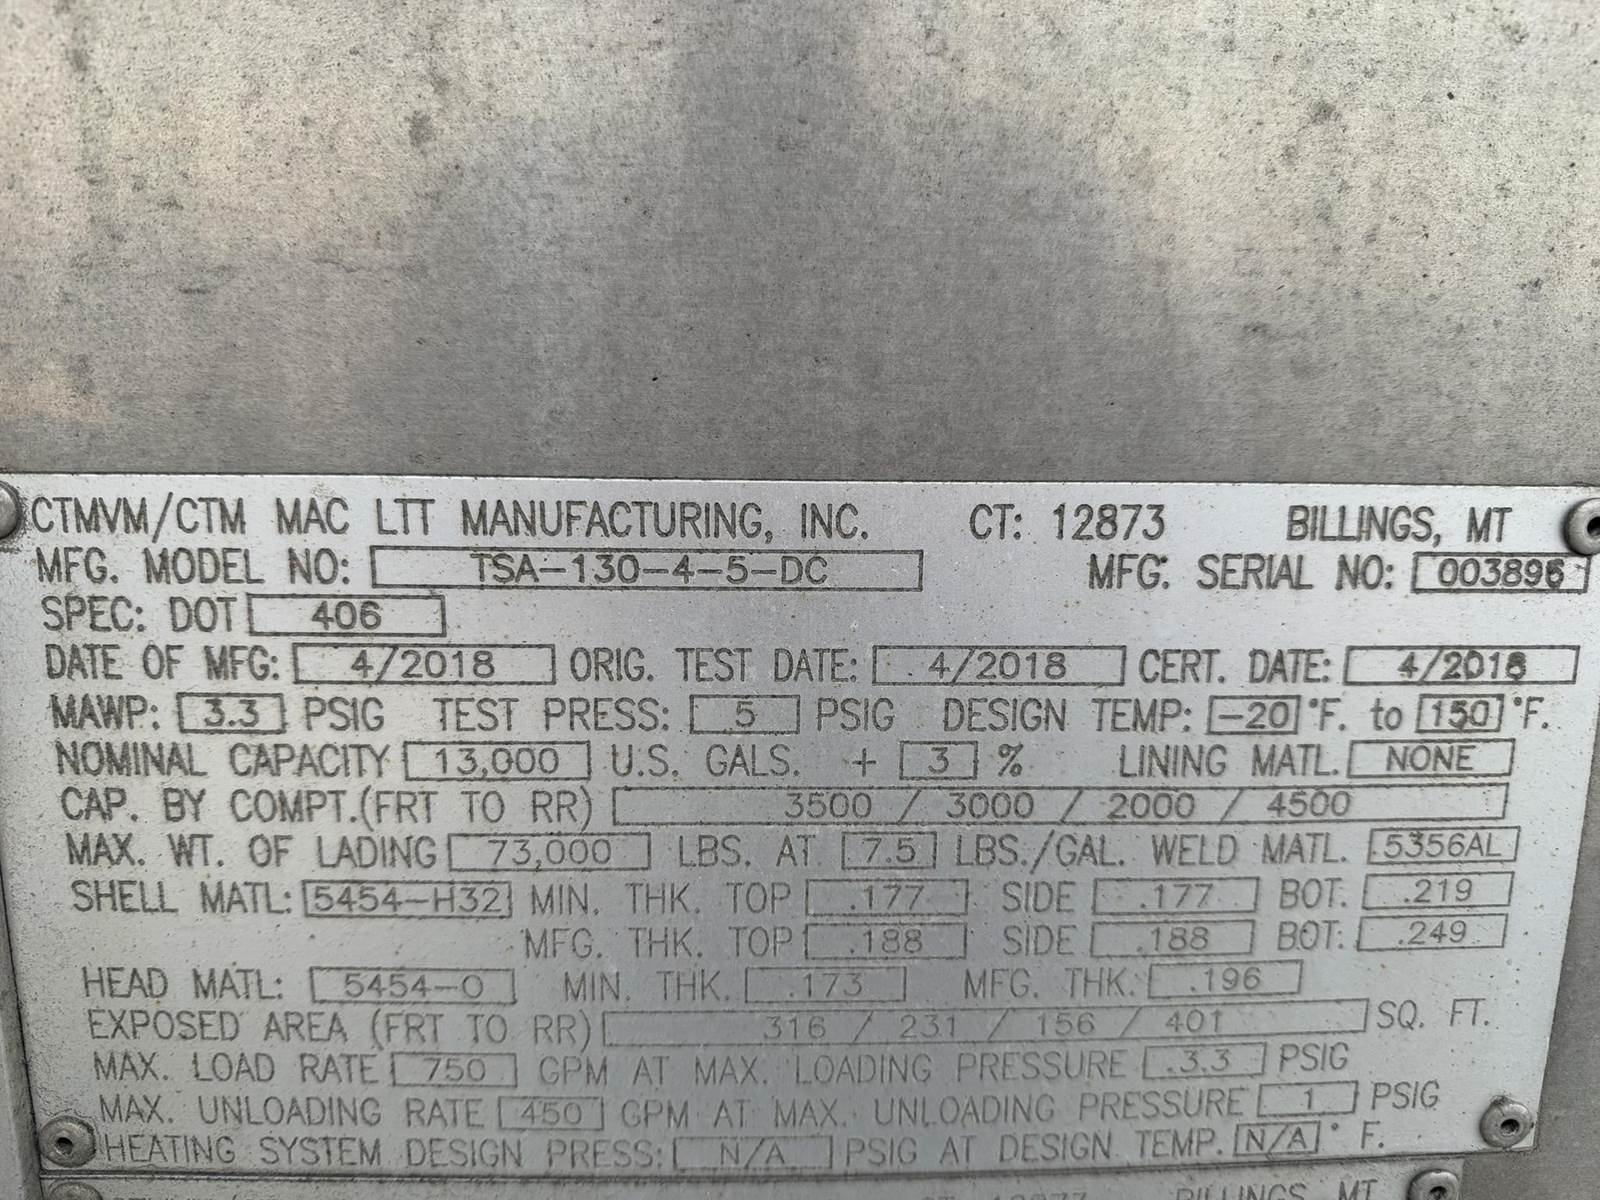 CTMVM/CTM MAC LTT MANUFACTURING, INC. CT: 12873 BILLINGS, MT
MFG. MODEL NO: TSA-130-4-5-DC MFG. SERIAL NO: 003896
SPEC: DOT 406
DATE OF MFG: 4/2018 ORIG. TEST DATE: 4/2018 CERT. DATE: 4/2018
MAWP: 3.3 PSIG TEST PRESS: 5 PSIG DESIGN TEMP: -20 °F. to 150 °F.
NOMINAL CAPACITY 13,000 U.S. GALS. + 3 % LINING MATL. NONE
CAP. BY COMPT.(FRT TO RR) 3500 / 3000 / 2000 / 4500
MAX. WT. OF LADING 73,000 LBS. AT 7.5 LBS./GAL. WELD MATL. 5356AL
SHELL MATL: 5454-H32 MIN. THK. TOP .177 SIDE .177 BOT. .219
MFG. THK. TOP .188 SIDE .188 BOT: .249
HEAD MATL: 5454-O MIN. THK. .173 MFG. THK: .196
EXPOSED AREA (FRT TO RR) 316 / 231 / 156 / 401 SQ. FT.
MAX. LOAD RATE 750 GPM AT MAX. LOADING PRESSURE 3.3 PSIG
MAX. UNLOADING RATE 450 GPM AT MAX. UNLOADING PRESSURE 1 PSIG
HEATING SYSTEM DESIGN PRESS: N/A PSIG AT DESIGN TEMP. N/A ° F.
BILLINGS, MT